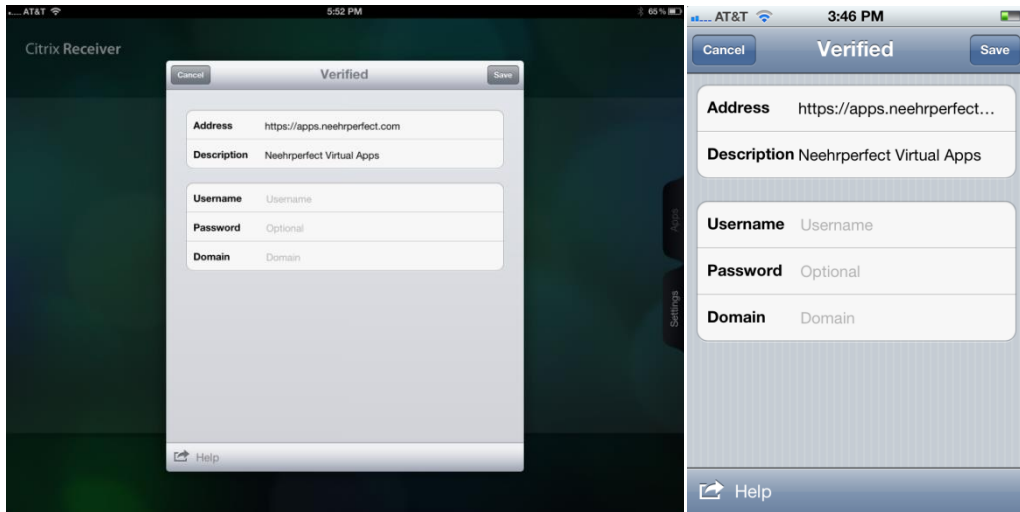 AT&T 5:52 PM 65%
Citrix Receiver
Cancel Verified Save
Address https://apps.neehrperfect.com
Description Neehrperfect Virtual Apps
Username Username
Password Optional
Domain Domain
Apps
Settings
Help
AT&T 3:46 PM
Cancel Verified Save
Address https://apps.neehrperfect...
Description Neehrperfect Virtual Apps
Username Username
Password Optional
Domain Domain
Help